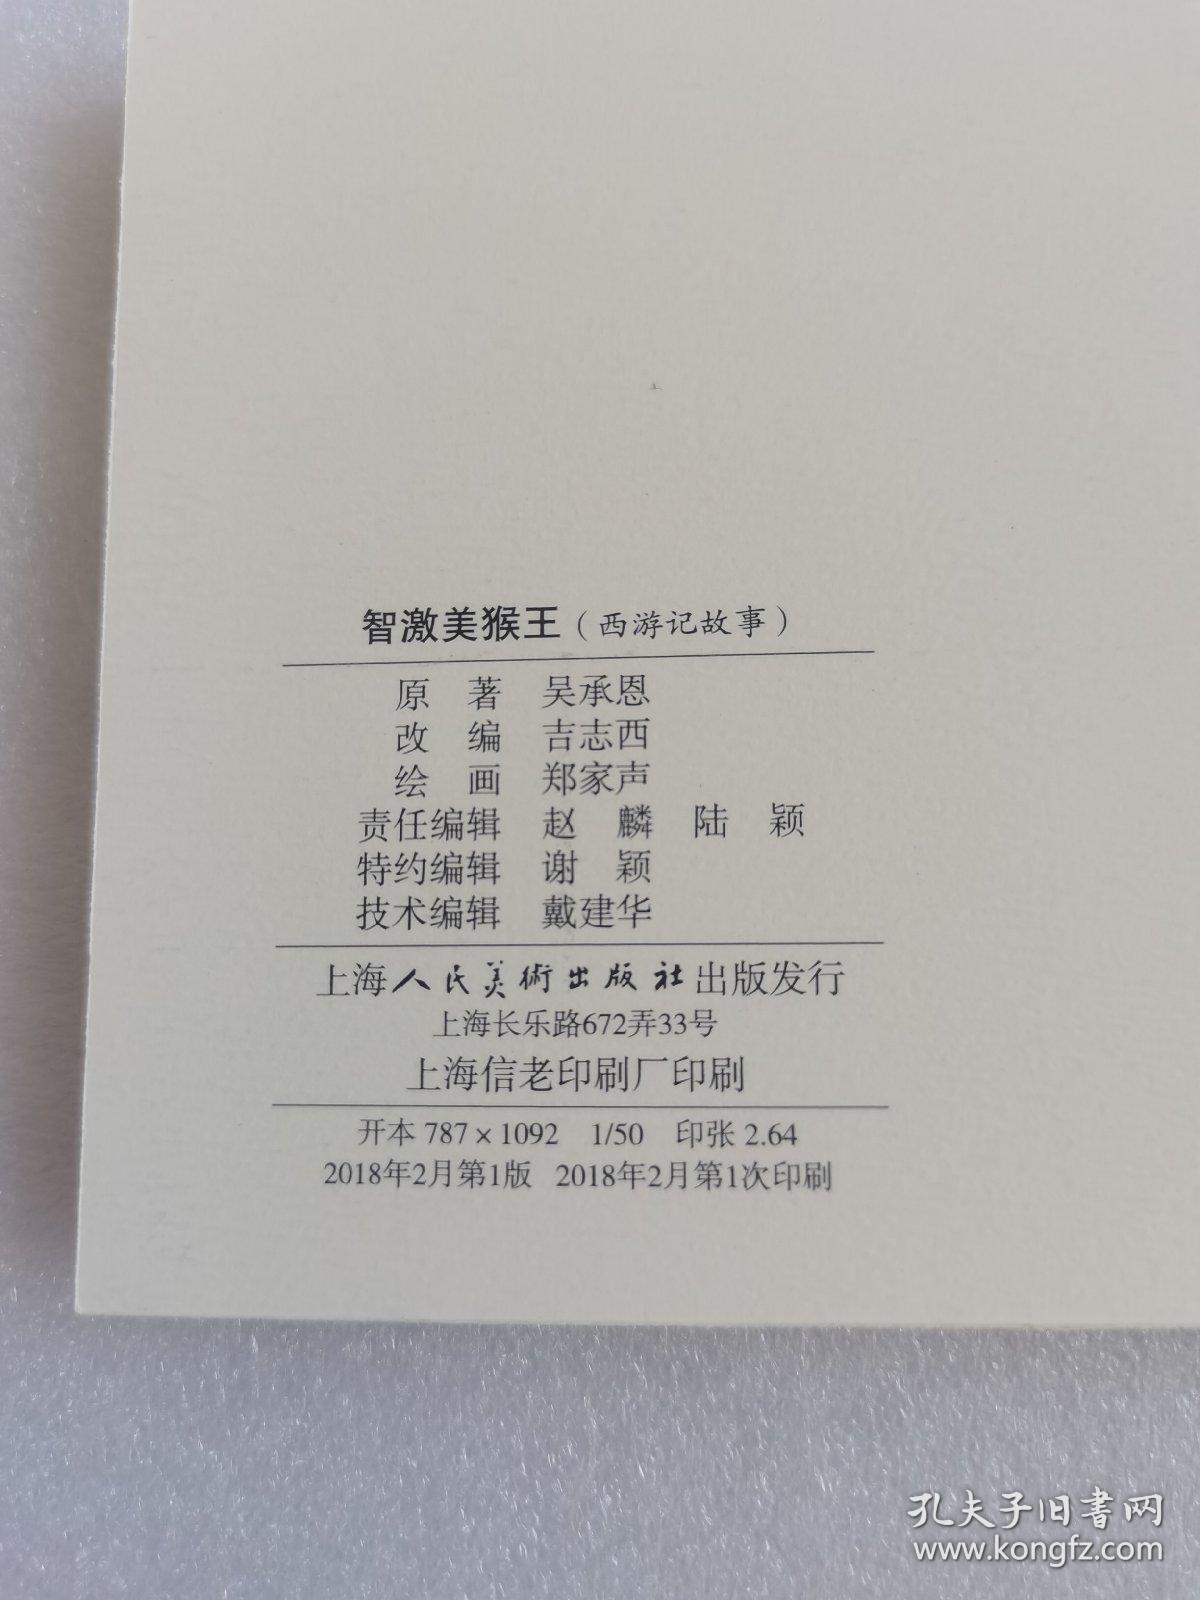 智激美猴王（西游记故事）
原 著 吴承恩
改 编 吉志西
绘 画 郑家声
责任编辑 赵 麟 陆 颖
特约编辑 谢 颖
技术编辑 戴建华
上海人民美術出版社出版发行
上海长乐路672弄33号
上海信老印刷厂印刷
开本 787×1092 1/50 印张 2.64
2018年2月第1版 2018年2月第1次印刷
孔夫子旧书网
www.kongfz.com